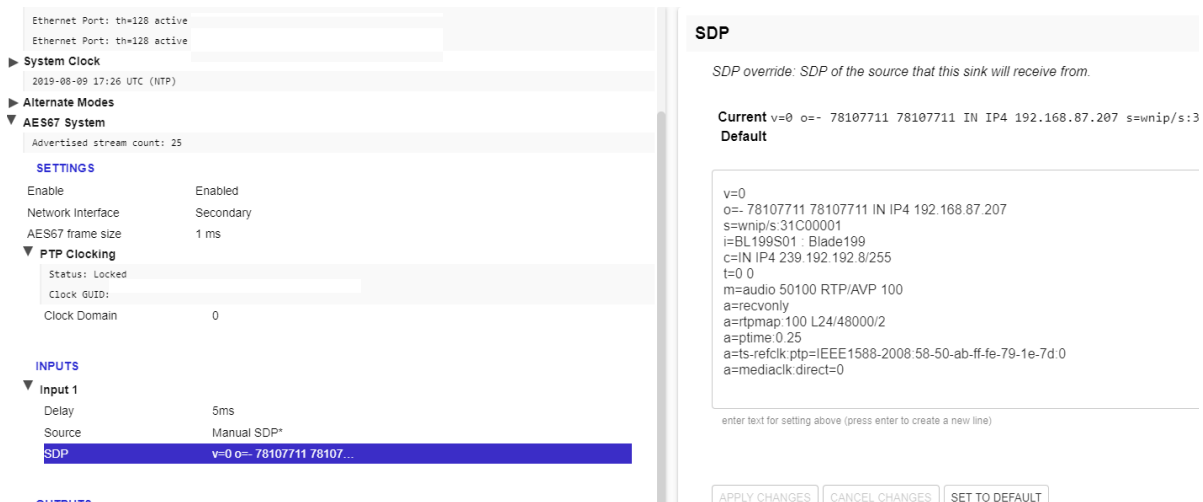 Ethernet Port: th=128 active
Ethernet Port: th=128 active
System Clock
2019-08-09 17:26 UTC (NTP)
Alternate Modes
AES67 System
Advertised stream count: 25
SETTINGS
Enable Enabled
Network Interface Secondary
AES67 frame size 1 ms
PTP Clocking
Status: Locked
Clock GUID:
Clock Domain 0
INPUTS
Input 1
Delay 5ms
Source Manual SDP*
SDP v=0 o=- 78107711 78107...
OUTPUTS
SDP
SDP override: SDP of the source that this sink will receive from.
Current v=0 o=- 78107711 78107711 IN IP4 192.168.87.207 s=wnip/s:3
Default
v=0
o=- 78107711 78107711 IN IP4 192.168.87.207
s=wnip/s:31C00001
i=BL199S01 : Blade199
c=IN IP4 239.192.192.8/255
t=0 0
m=audio 50100 RTP/AVP 100
a=recvonly
a=rtpmap:100 L24/48000/2
a=ptime:0.25
a=ts-refclk:ptp=IEEE1588-2008:58-50-ab-ff-fe-79-1e-7d:0
a=mediaclk:direct=0
enter text for setting above (press enter to create a new line)
APPLY CHANGES CANCEL CHANGES SET TO DEFAULT